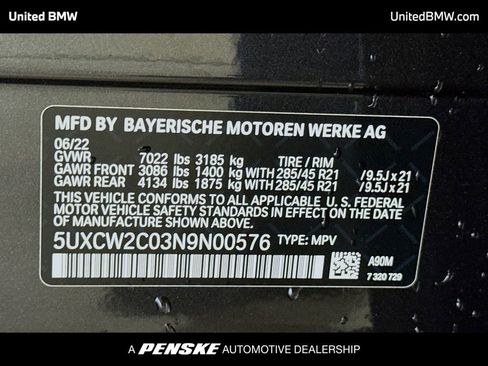 United BMW
UnitedBMW.com
MFD BY BAYERISCHE MOTOREN WERKE AG
06/22
GVWR 7022 lbs 3185 kg TIRE / RIM
GAWR FRONT 3086 lbs 1400 kg RANCES 285/45 R21 /9.5J x 21
GAWR REAR 4134 lbs 1875 kg 285/45 R21 /9.5J x 21
THIS VEHICLE CONFORMS TO ALL APPLICABLE U.S. FEDERAL
MOTOR VEHICLE SAFETY STANDARDS IN EFFECT ON THE DATE
OF MANUFACTURE SHOWN ABOVE.
5UXCW2C03N9N00576 TYPE: MPV
A90M
7 320 729
A PENSKE AUTOMOTIVE DEALERSHIP